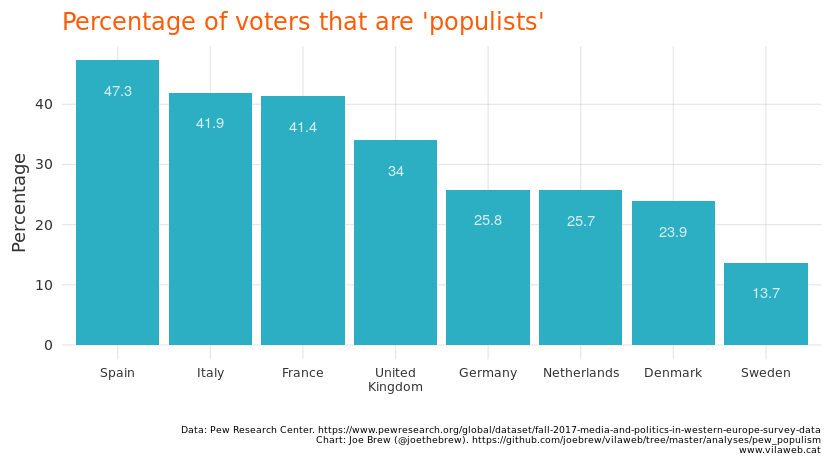 Percentage of voters that are 'populists'
Percentage
40
30
20
10
0
47.3
41.9
41.4
34
25.8
25.7
23.9
13.7
Spain
Italy
France
United
Kingdom
Germany
Netherlands
Denmark
Sweden
Data: Pew Research Center. https://www.pewresearch.org/global/dataset/fall-2017-media-and-politics-in-western-europe-survey-data
Chart: Joe Brew (@joethebrew). https://github.com/joebrew/vilaweb/tree/master/analyses/pew_populism
www.vilaweb.cat